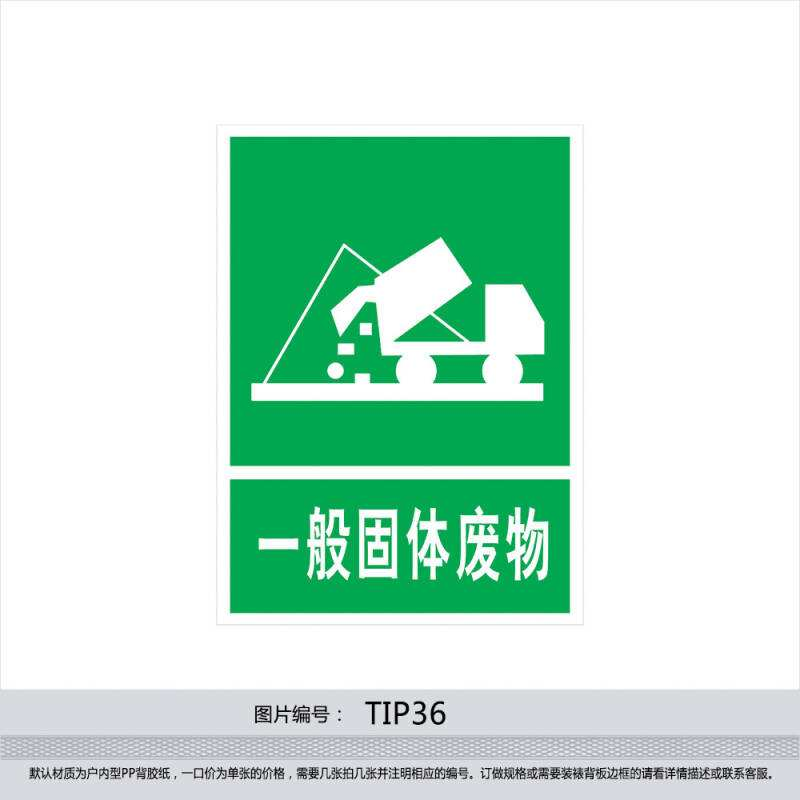 一般固体废物
图片编号： TIP36
默认材质为户内型PP背胶纸，一口价为单张的价格，需要几张拍几张并注明相应的编号。订做规格或需要装裱背板边框的请看详情描述或联系客服。